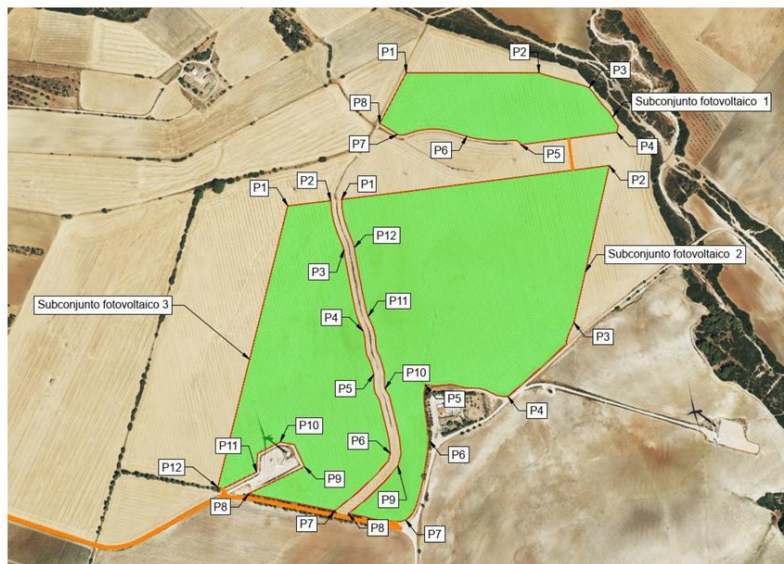 P1
P2
P3
P8
Subconjunto fotovoltaico 1
P4
P7
P6
P5
P2
P1
P2
P1
P12
P3
Subconjunto fotovoltaico 2
Subconjunto fotovoltaico 3
P11
P4
P3
P10
P5
P5
P4
P10
P6
P6
P11
P9
P12
P9
P8
P7
P8
P7